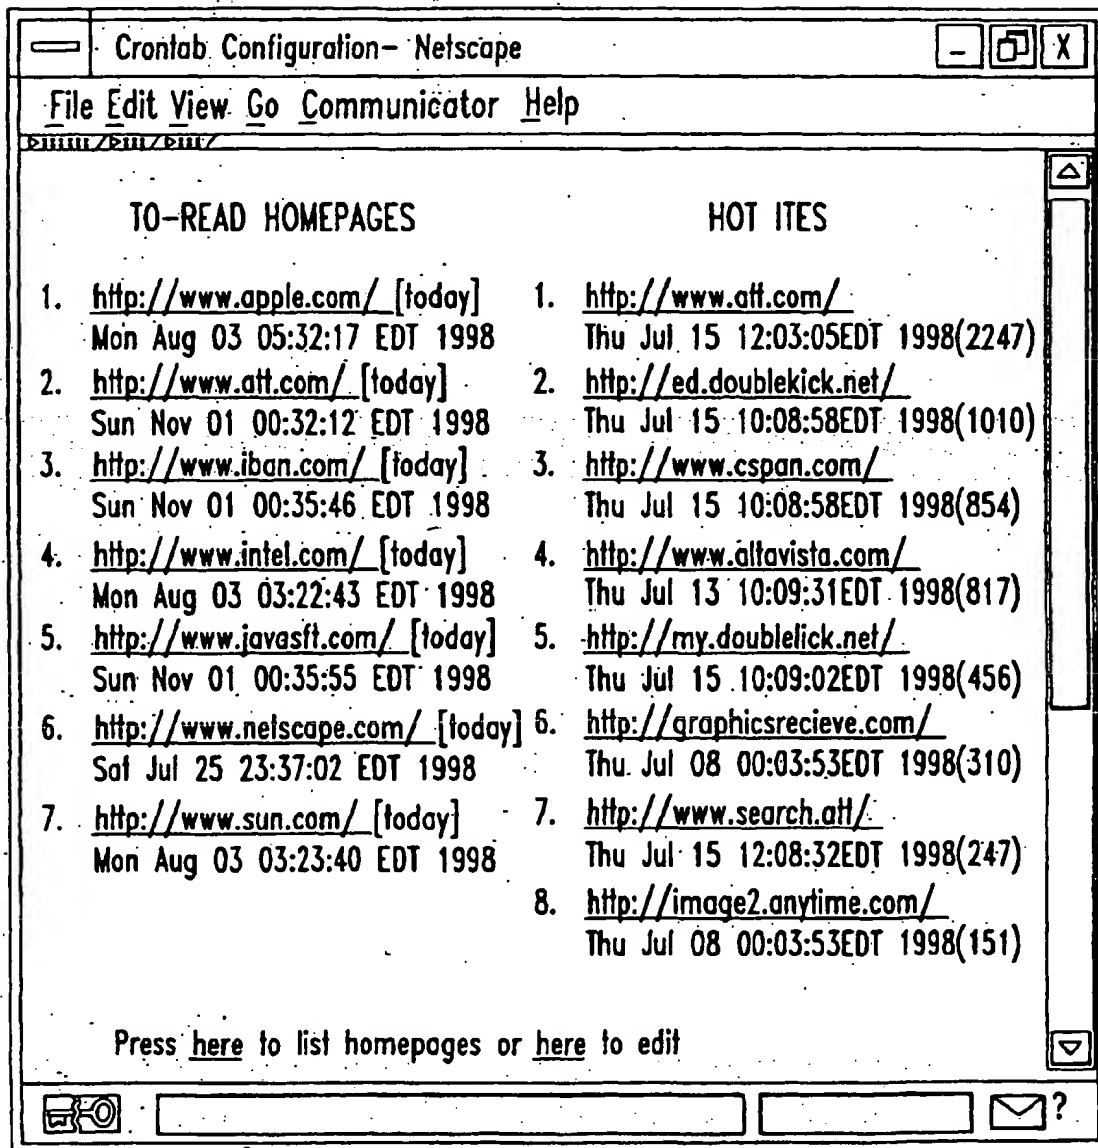 Crontab Configuration- Netscape
_ X
File Edit View Go Communicator Help
TO-READ HOMEPAGES
1. http://www.apple.com/ [today]
Mon Aug 03 05:32:17 EDT 1998
2. http://www.att.com/ [today]
Sun Nov 01 00:32:12 EDT 1998
3. http://www.iban.com/ [today]
Sun Nov 01 00:35:46 EDT 1998
4. http://www.intel.com/ [today]
Mon Aug 03 03:22:43 EDT 1998
5. http://www.javasft.com/ [today]
Sun Nov 01 00:35:55 EDT 1998
6. http://www.netscape.com/ [today]
Sat Jul 25 23:37:02 EDT 1998
7. http://www.sun.com/ [today]
Mon Aug 03 03:23:40 EDT 1998
HOT ITES
1. http://www.att.com/
Thu Jul 15 12:03:05EDT 1998(2247)
2. http://ed.doublekick.net/
Thu Jul 15 10:08:58EDT 1998(1010)
3. http://www.cspan.com/
Thu Jul 15 10:08:58EDT 1998(854)
4. http://www.altavista.com/
Thu Jul 13 10:09:31EDT 1998(817)
5. http://my.doublelick.net/
Thu Jul 15 10:09:02EDT 1998(456)
6. http://graphicsrecieve.com/
Thu Jul 08 00:03:53EDT 1998(310)
7. http://www.search.att/
Thu Jul 15 12:08:32EDT 1998(247)
8. http://image2.anytime.com/
Thu Jul 08 00:03:53EDT 1998(151)
Press here to list homepages or here to edit
?